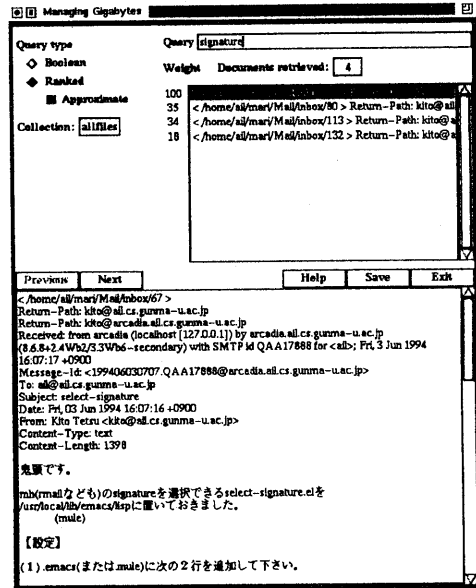 Managing Gigabytes
Query type
Boolean
Ranked
Approximate
Collection: allfiles
Query signature
Weight Documents retrieved: 4
100
35 </home/ail/mari/Mail/inbox/80 > Return-Path: kito@ail
34 </home/ail/mari/Mail/inbox/113 > Return-Path: kito@a
18 </home/ail/mari/Mail/inbox/132 > Return-Path: kito@a
Previous Next Help Save Exit
</home/ail/mari/Mail/inbox/67 >
Return-Path: kito@ail.cs.gunma-u.ac.jp
Return-Path: kito@arcadia.ail.cs.gunma-u.ac.jp
Received: from arcadia (localhost [127.0.0.1]) by arcadia.ail.cs.gunma-u.ac.jp
(8.6.8+2.4Wb2/3.3Wb6-secondary) with SMTP id QAA17888 for <ail>; Fri, 3 Jun 1994
16:07:17 +0900
Message-Id: <199406030707.QAA17888@arcadia.ail.cs.gunma-u.ac.jp>
To: ail@ail.cs.gunma-u.ac.jp
Subject: select-signature
Date: Fri, 03 Jun 1994 16:07:16 +0900
From: Kito Tetsu <kito@ail.cs.gunma-u.ac.jp>
Content-Type: text
Content-Length: 1398
鬼頭です。
mh(rmailなども)のsignatureを選択できるselect-signature.elを
/usr/local/lib/emacs/lispに置いておきました。
(mule)
【設定】
(1).emacs(または.mule)に次の2行を追加して下さい。